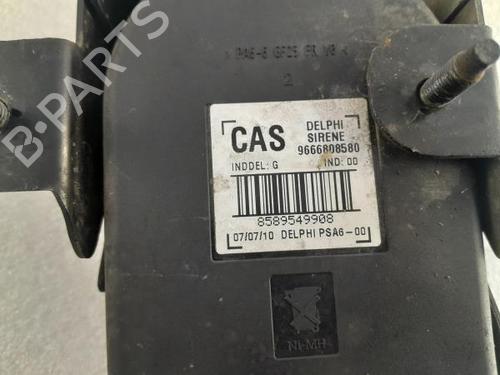 > PA6-6 GF25 FR V0 <
2
CAS
DELPHI
SIRENE
9666808580
INDDEL: G
IND: 00
8589549908
07/07/10 DELPHI PSA6-00
NI-MH